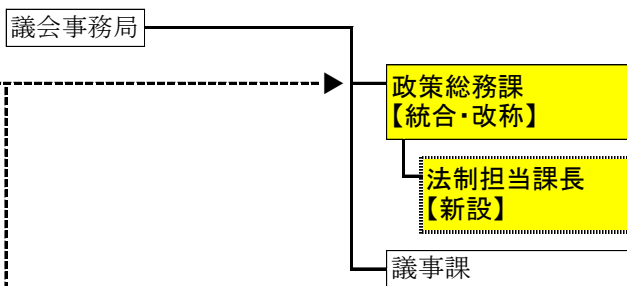 議会事務局
政策総務課
【統合・改称】
法制担当課長
【新設】
議事課